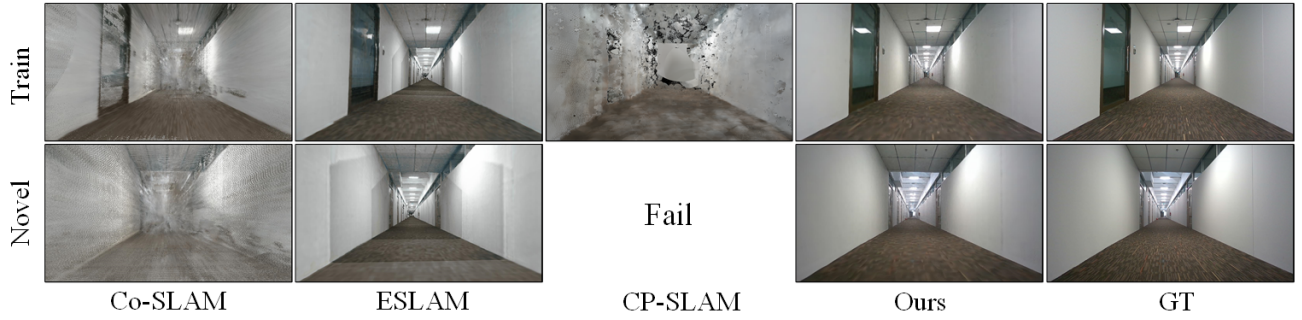 Train
Novel
Fail
Co-SLAM
ESLAM
CP-SLAM
Ours
GT